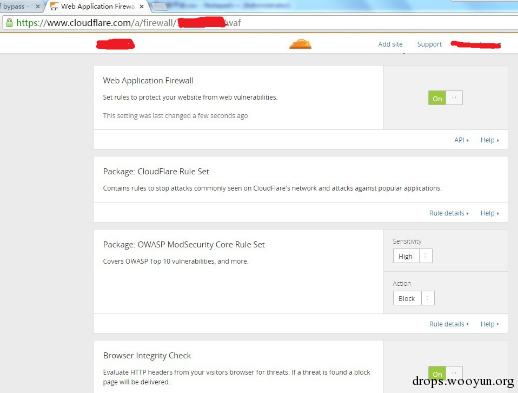 bypass
Web Application Firew
https://www.cloudflare.com/a/firewall/ waf
Add site Support
Web Application Firewall
Set rules to protect your website from web vulnerabilities.
On
This setting was last changed a few seconds ago
API Help
Package: CloudFlare Rule Set
Contains rules to stop attacks commonly seen on CloudFlare's network and attacks against popular applications.
Rule details Help
Package: OWASP ModSecurity Core Rule Set
Covers OWASP Top 10 vulnerabilities, and more.
Sensitivity
High
Action
Block
Rule details Help
Browser Integrity Check
Evaluate HTTP headers from your visitors browser for threats. If a threat is found a block
page will be delivered.
On
drops.wooyun.org